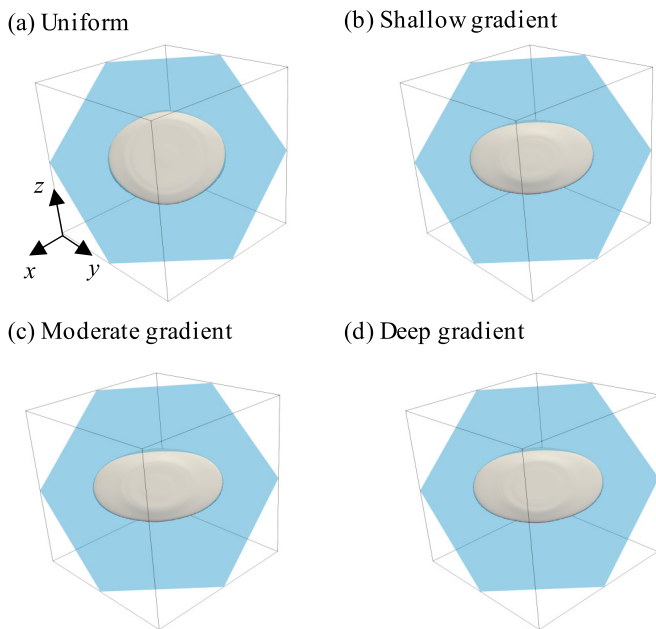 (a) Uniform
(b) Shallow gradient
z
x
y
(c) Moderate gradient
(d) Deep gradient